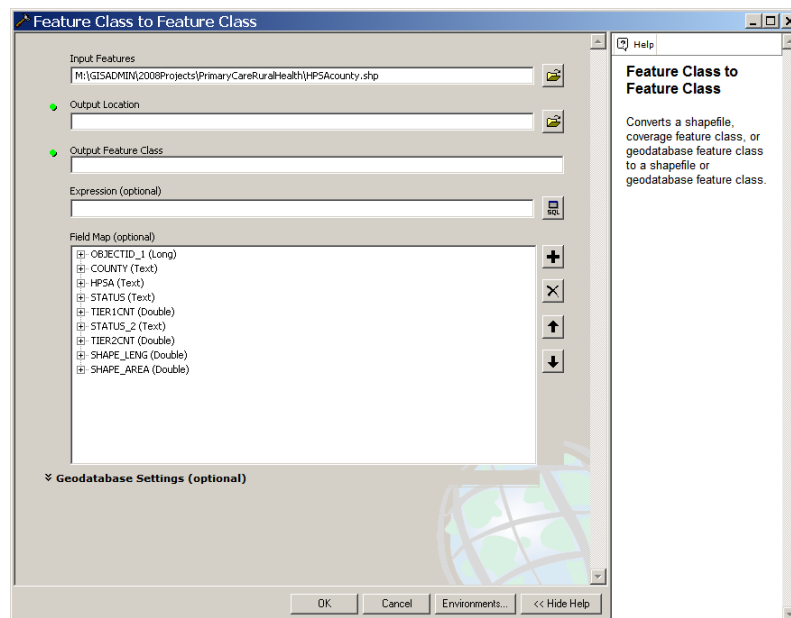 Feature Class to Feature Class
Input Features
M:\GISADMIN\2008Projects\PrimaryCareRuralHealth\HPSAcounty.shp
Output Location
Output Feature Class
Expression (optional)
SQL
Field Map (optional)
OBJECTID_1 (Long)
COUNTY (Text)
HPSA (Text)
STATUS (Text)
TIER1CNT (Double)
STATUS_2 (Text)
TIER2CNT (Double)
SHAPE_LENG (Double)
SHAPE_AREA (Double)
Geodatabase Settings (optional)
OK
Cancel
Environments...
<< Hide Help
Help
Feature Class to
Feature Class
Converts a shapefile,
coverage feature class, or
geodatabase feature class
to a shapefile or
geodatabase feature class.